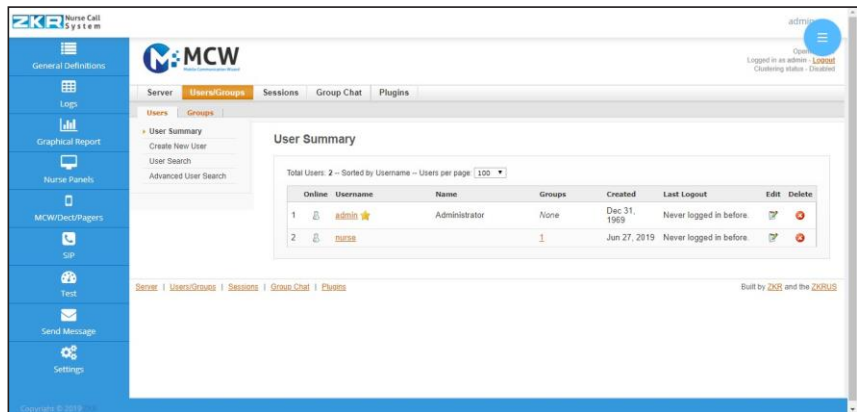 ZKR Nurse Call
System
admin
General Definitions
Logs
Graphical Report
Nurse Panels
MCW/Dect/Pagers
SIP
Test
Send Message
Settings
MCW
Mobile Communication Wizard
Logged in as admin - Logout
Clustering status - Disabled
Server Users/Groups Sessions Group Chat Plugins
Users Groups
User Summary
Create New User
User Search
Advanced User Search
User Summary
Total Users: 2 -- Sorted by Username -- Users per page: 100
Online Username Name Groups Created Last Logout Edit Delete
1 admin Administrator None Dec 31, 1969 Never logged in before.
2 nurse 1 Jun 27, 2019 Never logged in before.
Server | Users/Groups | Sessions | Group Chat | Plugins
Built by ZKR and the ZKRUS
Copyright © 2019